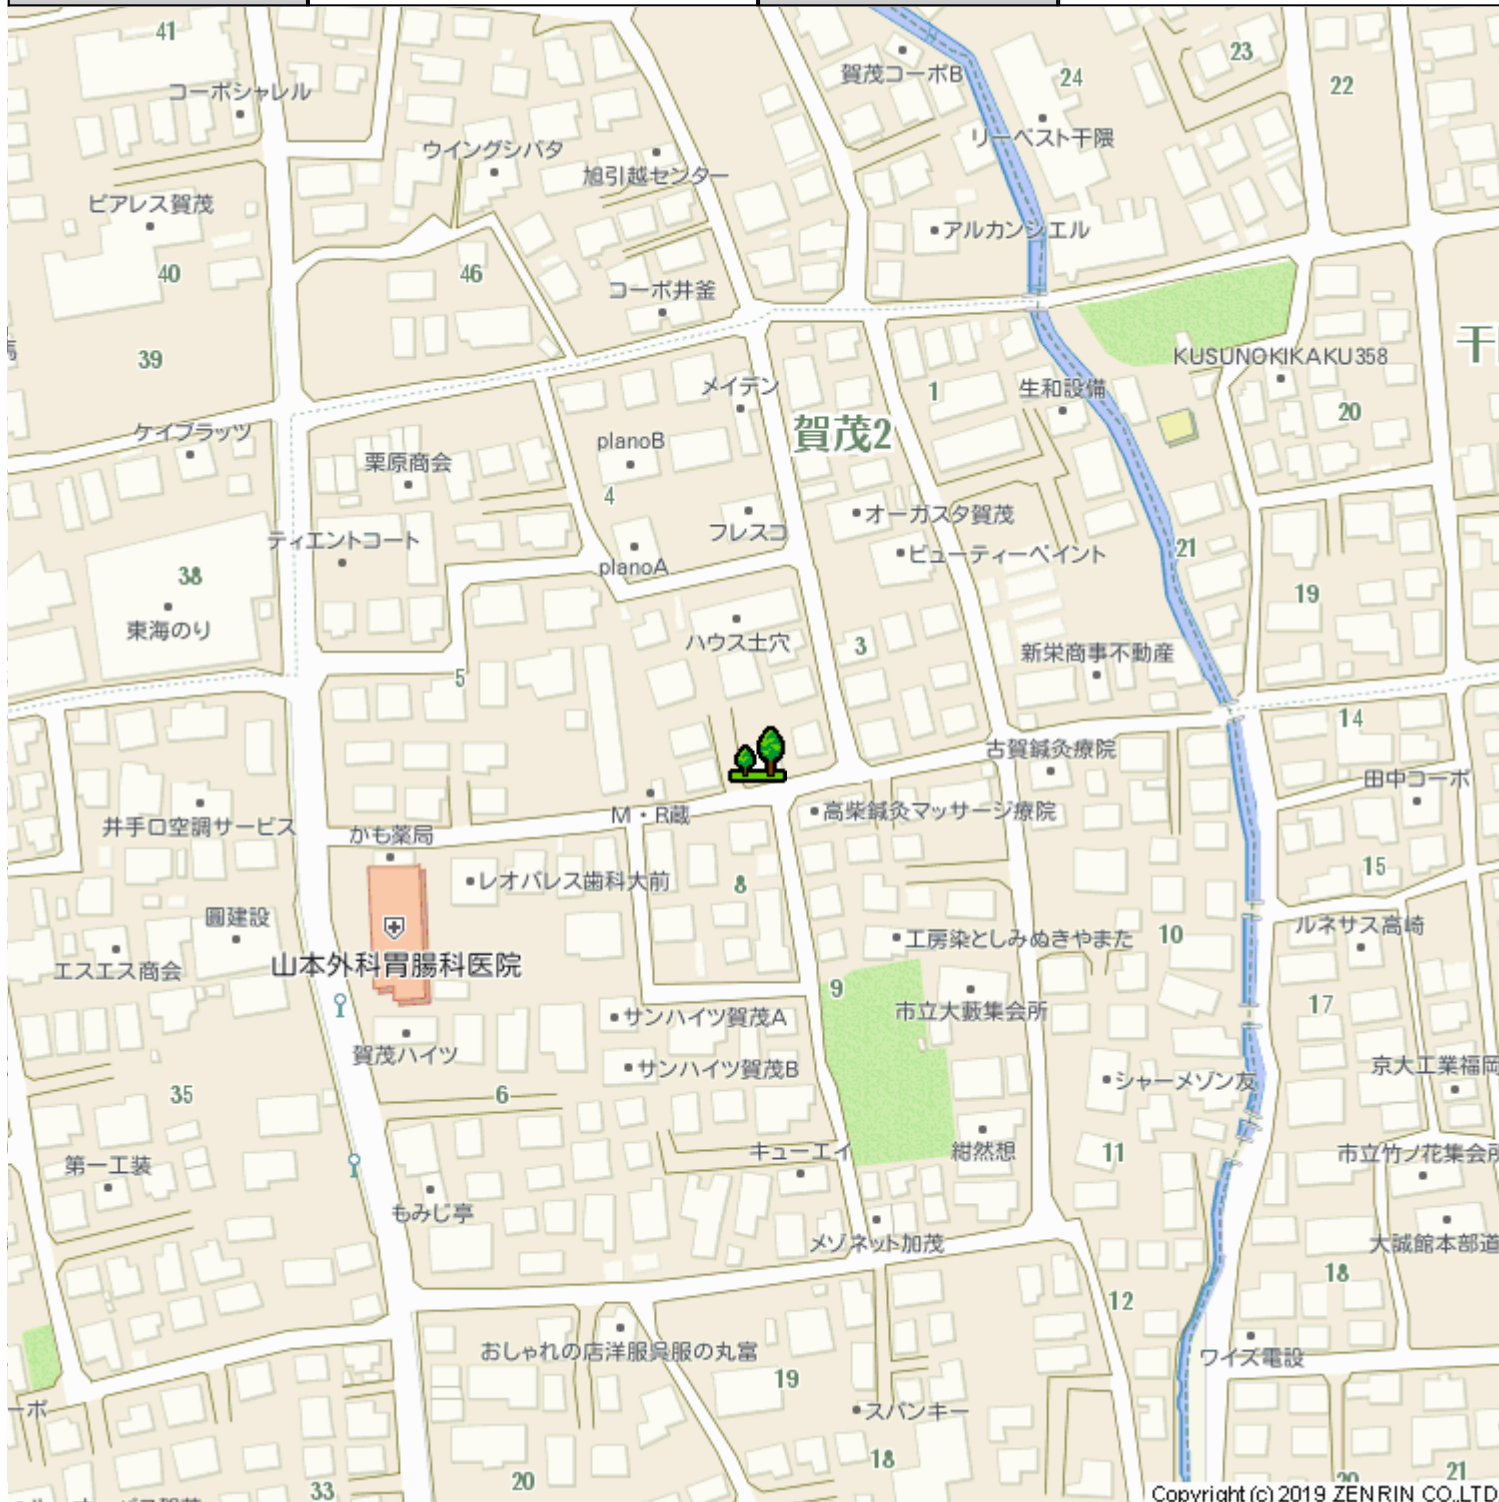 41
コーポシャレル
賀茂コーポB
24
23
22
リーベスト干隈
ウイングシバタ
旭引越センター
ピアレス賀茂
アルカンシエル
40
46
コーポ井釜
39
KUSUNOKIKAKU358
干
メイデン
1
生和設備
20
ケイブラッツ
planoB
賀茂2
栗原商会
4
オーガスタ賀茂
フレスコ
ティエントコート
ビューティーペイント
21
planoA
38
19
東海のり
ハウス土穴
3
新栄商事不動産
5
14
古賀鍼灸療院
田中コーポ
M・R蔵
高柴鍼灸マッサージ療院
井手口空調サービス
かも薬局
15
レオパレス歯科大前
8
圓建設
ルネサス高崎
工房染としみぬきやまた
10
エスエス商会
山本外科胃腸科医院
9
市立大藪集会所
17
サンハイツ賀茂A
賀茂ハイツ
サンハイツ賀茂B
京大工業福岡
シャーメゾン友
35
6
キューエイ
紺然想
11
市立竹ノ花集会所
第一工装
もみじ亭
メゾネット加茂
大誠館本部道
18
12
おしゃれの店洋服呉服の丸富
ワイズ電設
19
ーポ
スパンキー
18
20
33
20
21
Copyright (c) 2019 ZENRIN CO.,LTD